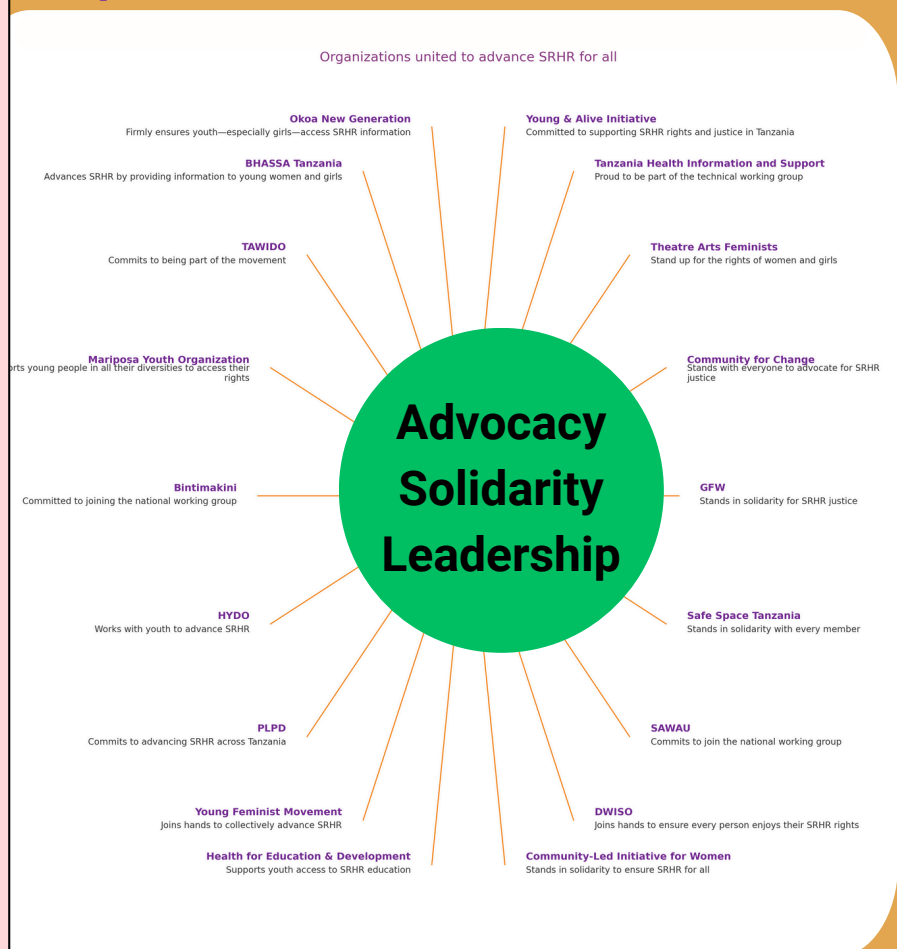 Organizations united to advance SRHR for all
Okoa New Generation
Firmly ensures youth—especially girls—access SRHR information
Young & Alive Initiative
Committed to supporting SRHR rights and justice in Tanzania
BHASSA Tanzania
Advances SRHR by providing information to young women and girls
Tanzania Health Information and Support
Proud to be part of the technical working group
TAWIDO
Commits to being part of the movement
Theatre Arts Feminists
Stand up for the rights of women and girls
Mariposa Youth Organization
young people in all their diversities to access their
rights
Community for Change
Stands with everyone to advocate for SRHR
justice
Advocacy
Solidarity
Leadership
Bintimakini
Committed to joining the national working group
GFW
Stands in solidarity for SRHR justice
HYDO
Works with youth to advance SRHR
Safe Space Tanzania
Stands in solidarity with every member
PLPD
Commits to advancing SRHR across Tanzania
SAWAU
Commits to join the national working group
Young Feminist Movement
Joins hands to collectively advance SRHR
DWISO
Joins hands to ensure every person enjoys their SRHR rights
Health for Education & Development
Supports youth access to SRHR education
Community-Led Initiative for Women
Stands in solidarity to ensure SRHR for all